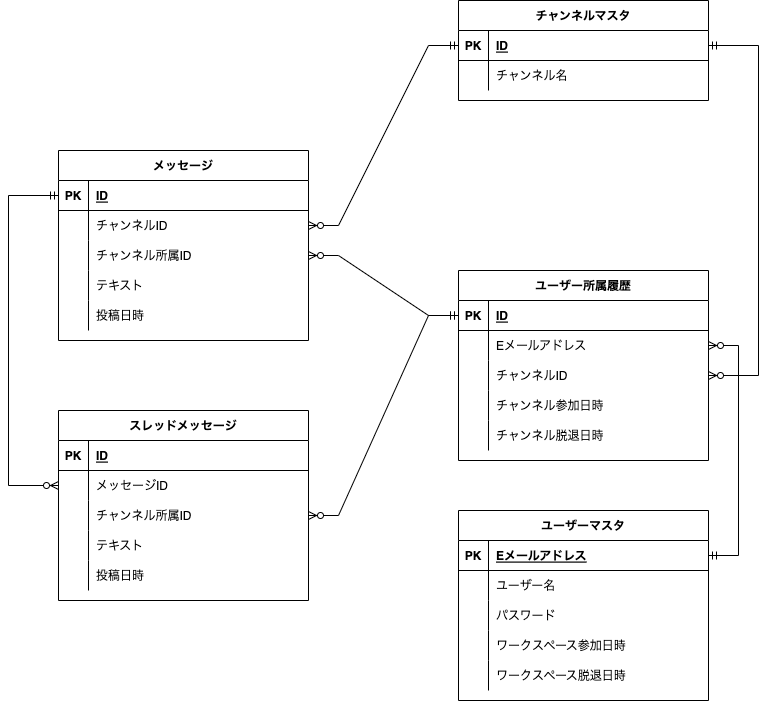 チャンネルマスタ
PK ID
チャンネル名
メッセージ
PK ID
チャンネルID
チャンネル所属ID
テキスト
投稿日時
ユーザー所属履歴
PK ID
Eメールアドレス
チャンネルID
チャンネル参加日時
チャンネル脱退日時
スレッドメッセージ
PK ID
メッセージID
チャンネル所属ID
テキスト
投稿日時
ユーザーマスタ
PK Eメールアドレス
ユーザー名
パスワード
ワークスペース参加日時
ワークスペース脱退日時